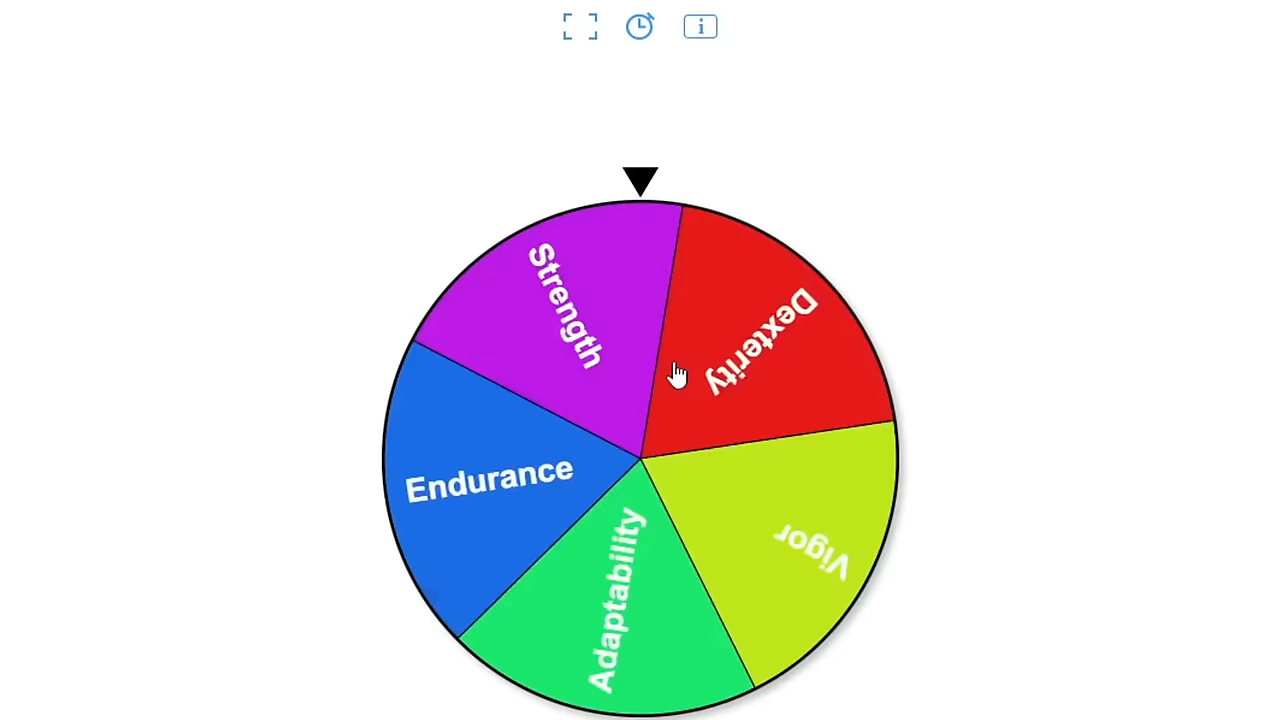 i
Strength
Dexterity
Endurance
Vigor
Adaptability